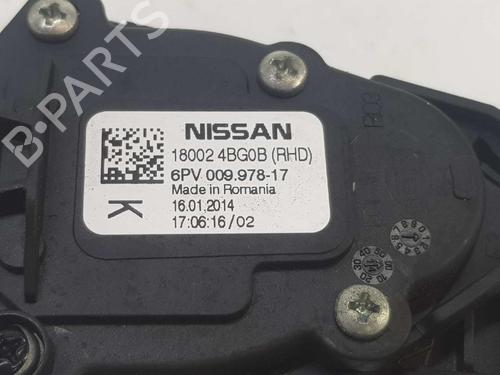 B-PARTS
NISSAN
18002 4BG0B (RHD)
6PV 009.978-17
Made in Romania
16.01.2014
17:06:16/02
K